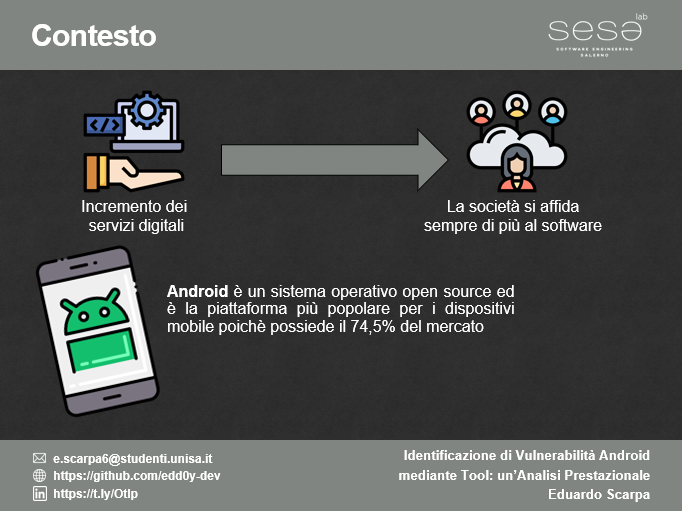 Contesto
sesa lab
SOFTWARE ENGINEERING
SALERNO
</>
Incremento dei
servizi digitali
La società si affida
sempre di più al software
Android è un sistema operativo open source ed
è la piattaforma più popolare per i dispositivi
mobile poichè possiede il 74,5% del mercato
e.scarpa6@studenti.unisa.it
https://github.com/edd0y-dev
https://t.ly/OtIp
in
Identificazione di Vulnerabilità Android
mediante Tool: un'Analisi Prestazionale
Eduardo Scarpa